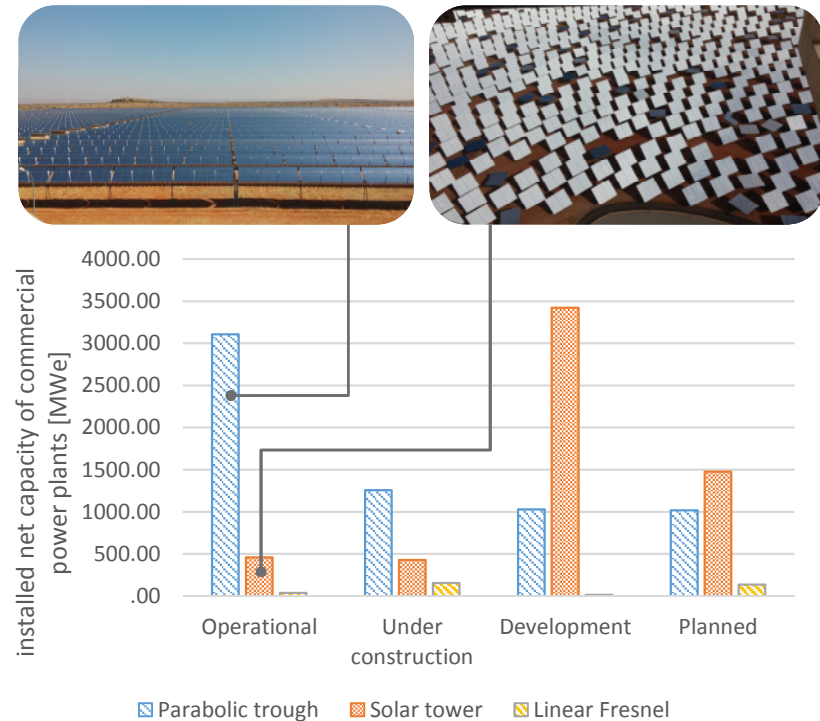 installed net capacity of commercial
power plants [MWe]
4000.00
3500.00
3000.00
2500.00
2000.00
1500.00
1000.00
500.00
.00
Operational
Under
construction
Development
Planned
Parabolic trough
Solar tower
Linear Fresnel